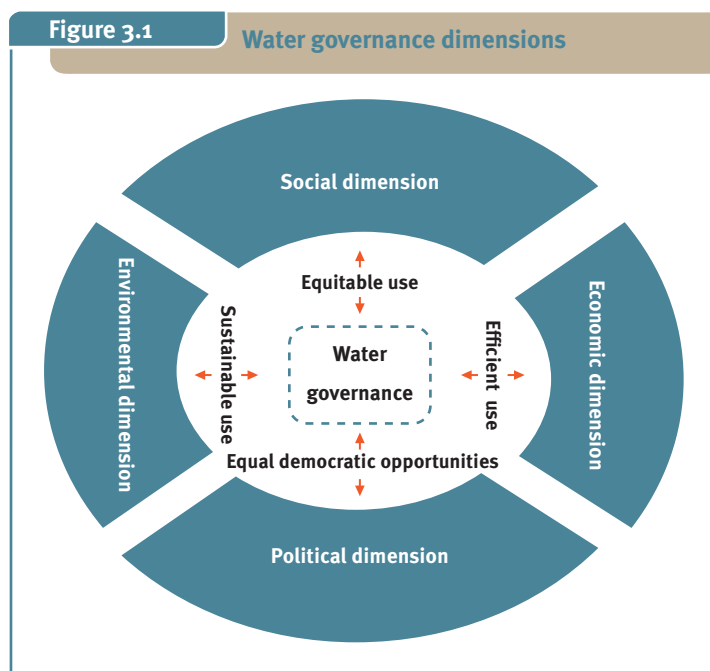 Figure 3.1
Water governance dimensions
Social dimension
Environmental dimension
Sustainable use
Equitable use
Water
governance
Efficient use
Economic dimension
Equal democratic opportunities
Political dimension